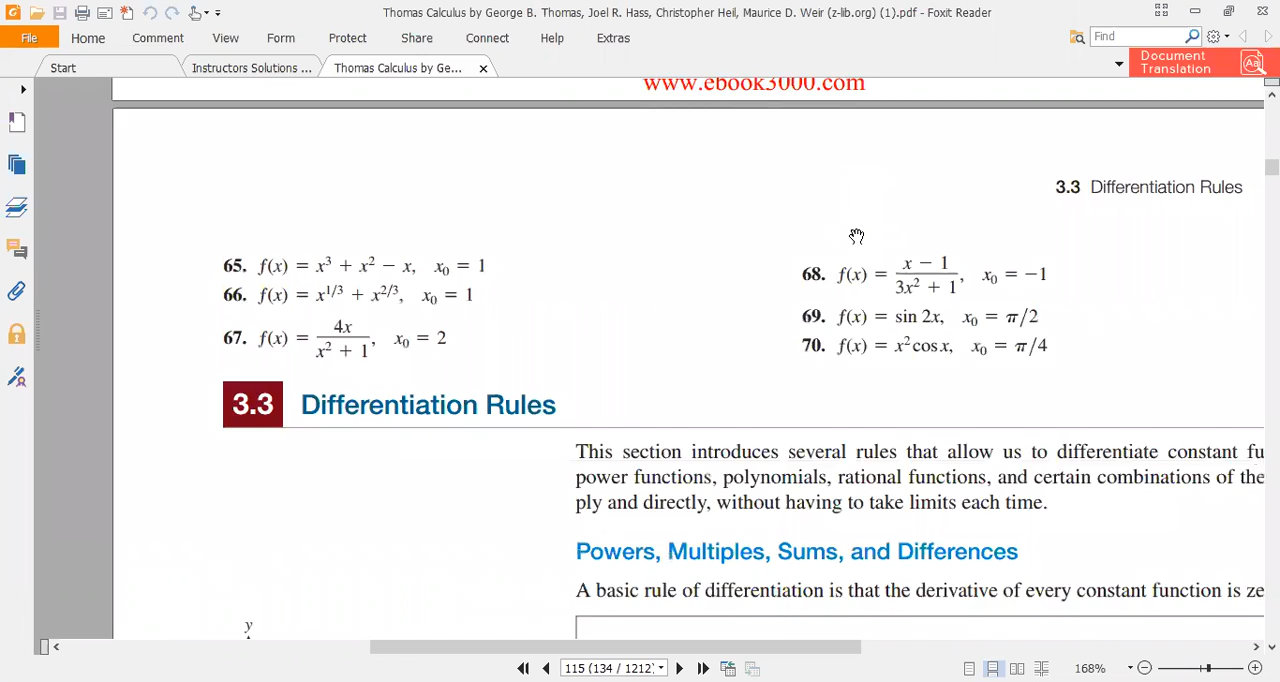 Thomas Calculus by George B. Thomas, Joel R. Hass, Christopher Heil, Maurice D. Weir (z-lib.org) (1).pdf - Foxit Reader
File Home Comment View Form Protect Share Connect Help Extras
Find
Start
Instructors Solutions ...
Thomas Calculus by Ge...
Document Translation
www.ebook3000.com
3.3 Differentiation Rules
65. f(x) = x³ + x² − x, x₀ = 1
66. f(x) = x^{1/3} + x^{2/3}, x₀ = 1
67. f(x) = 4x / (x² + 1), x₀ = 2
68. f(x) = (x − 1) / (3x² + 1), x₀ = −1
69. f(x) = sin 2x, x₀ = π/2
70. f(x) = x² cos x, x₀ = π/4
3.3 Differentiation Rules
This section introduces several rules that allow us to differentiate constant fu
power functions, polynomials, rational functions, and certain combinations of the
ply and directly, without having to take limits each time.
Powers, Multiples, Sums, and Differences
A basic rule of differentiation is that the derivative of every constant function is ze
y
115 (134 / 1212)
168%